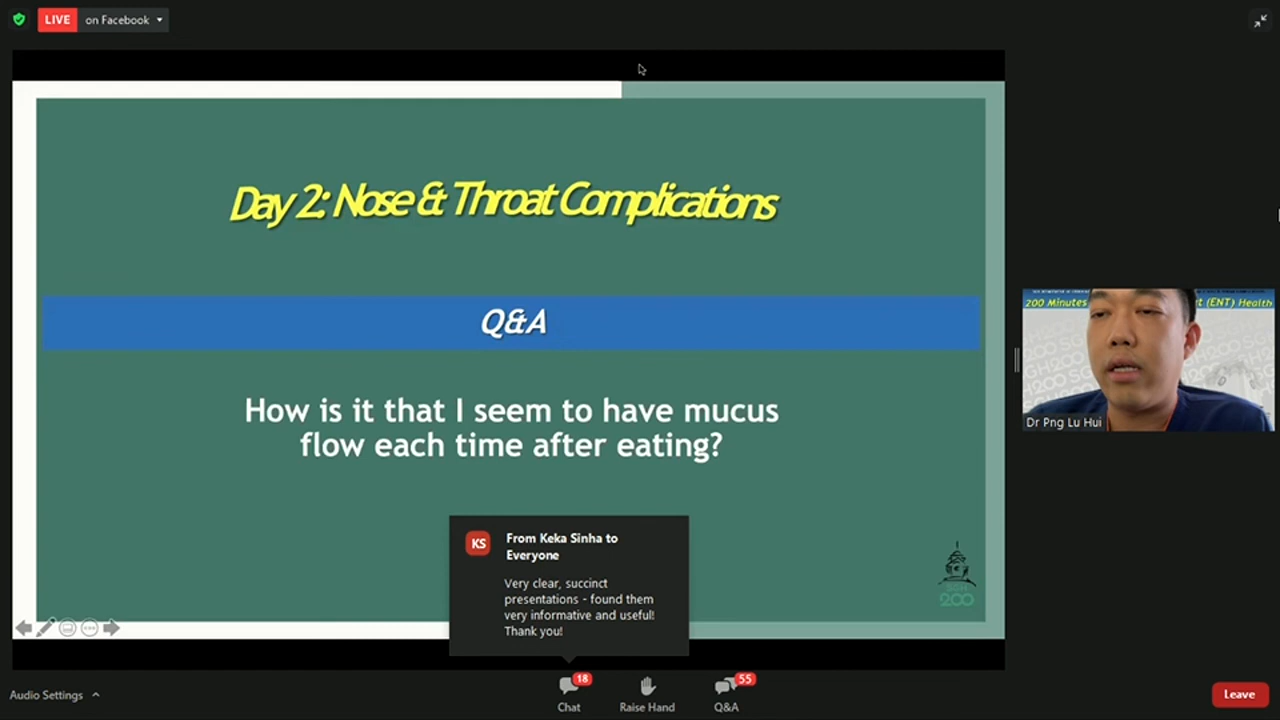 LIVE
on Facebook
Day 2: Nose & Throat Complications
Q&A
How is it that I seem to have mucus
flow each time after eating?
200 Minutes
t (ENT) Health
Dr Png Lu Hui
KS
From Keka Sinha to
Everyone
Very clear, succinct
presentations - found them
very informative and useful!
Thank you!
200
Audio Settings
18
Chat
Raise Hand
55
Q&A
Leave